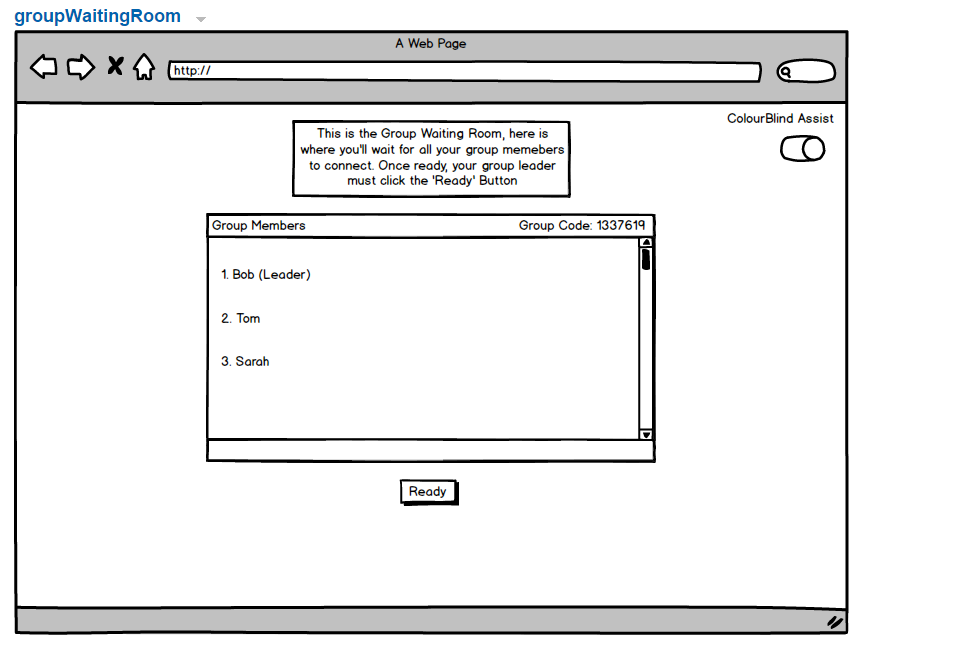 groupWaitingRoom
A Web Page
http://
ColourBlind Assist
This is the Group Waiting Room, here is
where you'll wait for all your group memebers
to connect. Once ready, your group leader
must click the 'Ready' Button
Group Members Group Code: 1337619
1. Bob (Leader)
2. Tom
3. Sarah
Ready